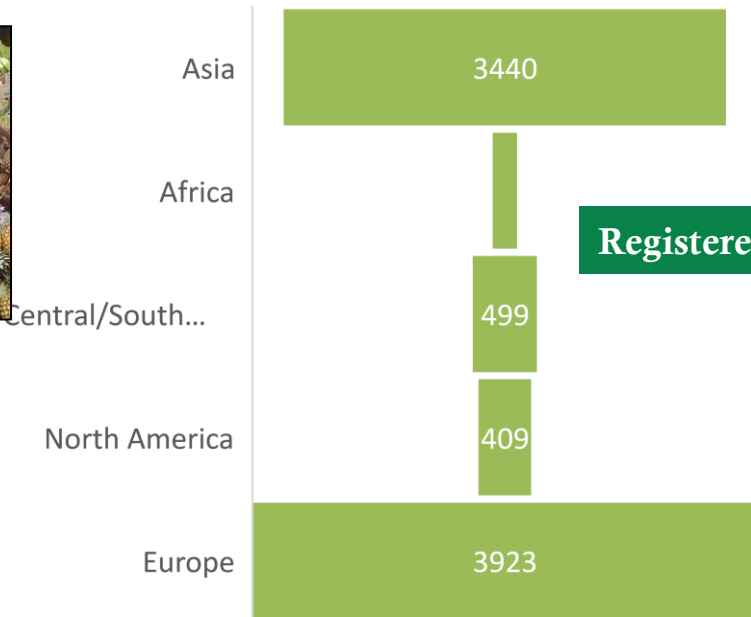 Asia 3440
Africa
Registere
Central/South... 499
North America 409
Europe 3923